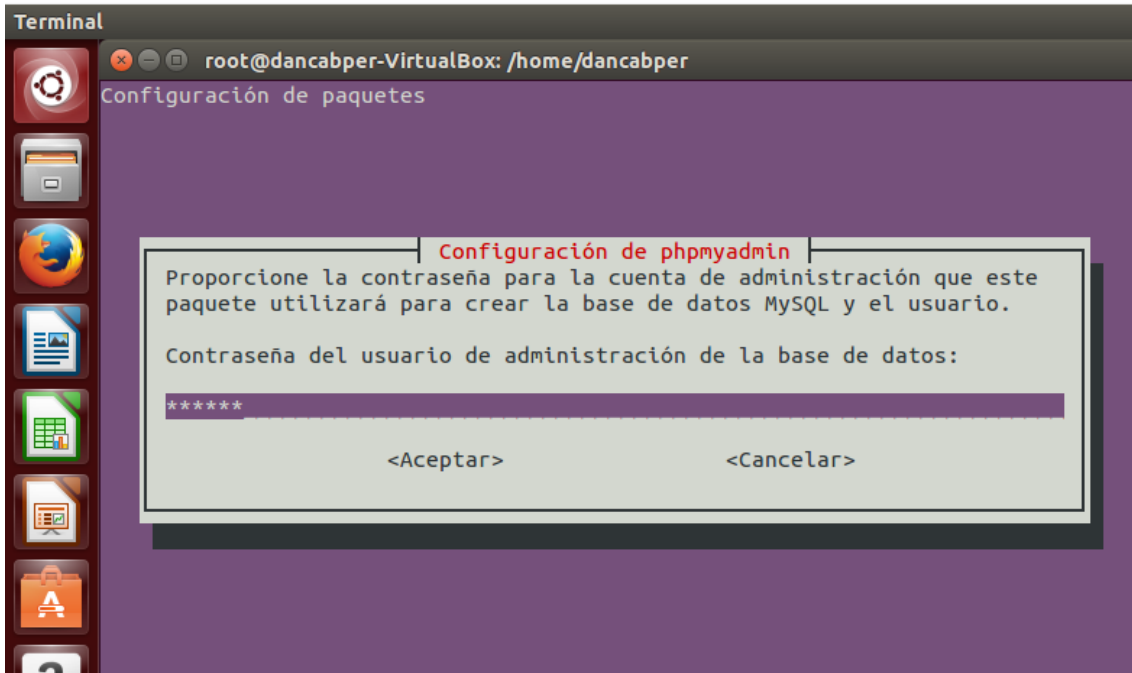 Terminal
root@dancabper-VirtualBox: /home/dancabper
Configuración de paquetes
Configuración de phpmyadmin
Proporcione la contraseña para la cuenta de administración que este
paquete utilizará para crear la base de datos MySQL y el usuario.
Contraseña del usuario de administración de la base de datos:
******
<Aceptar> <Cancelar>